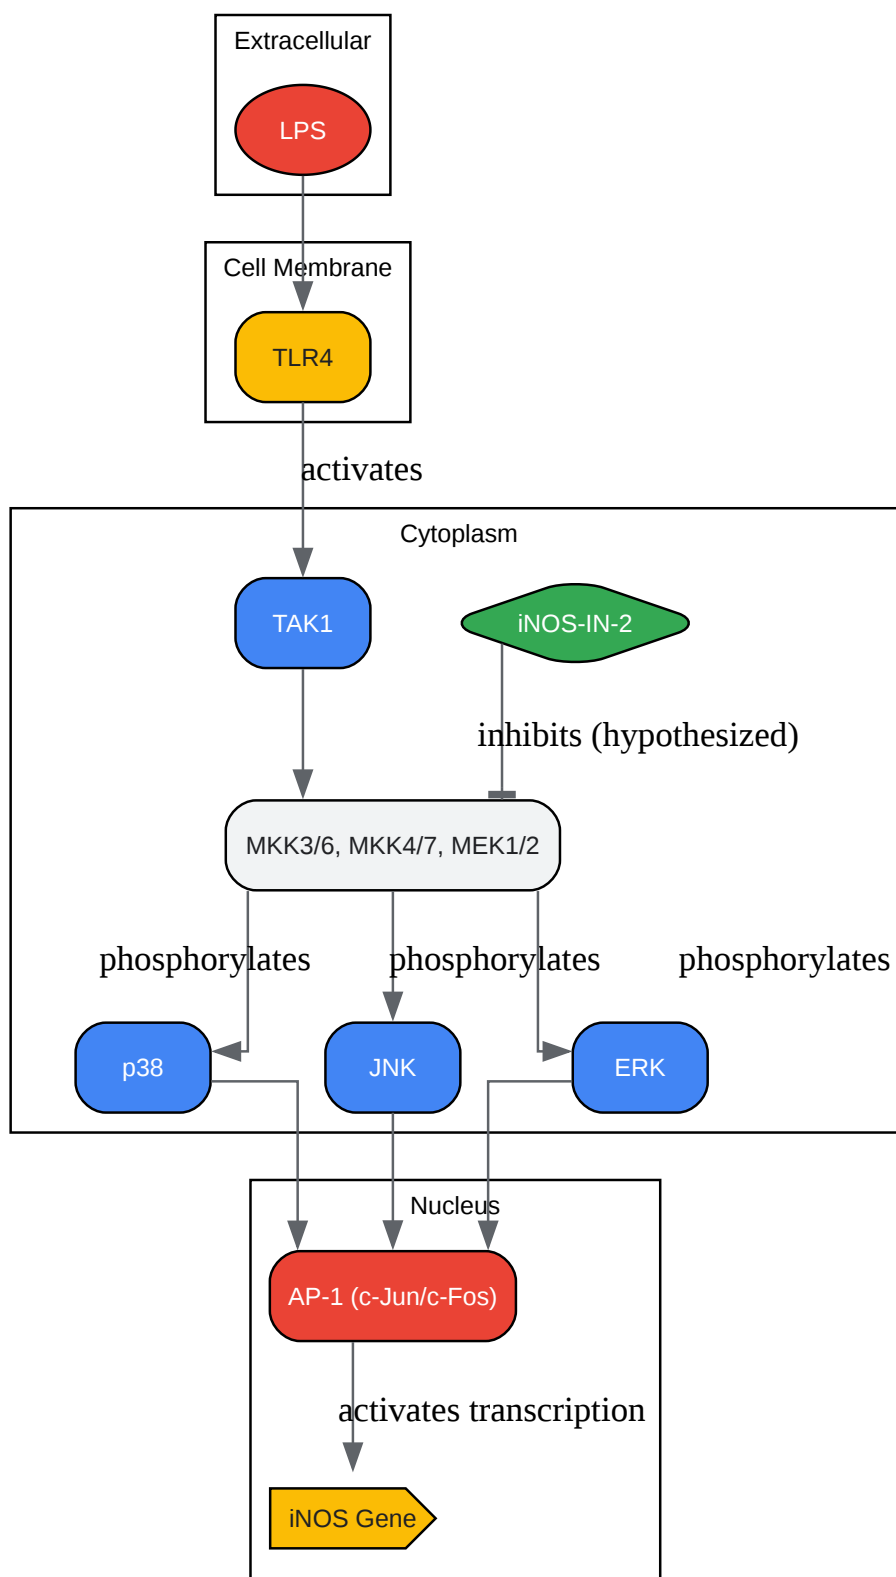 Extracellular
LPS
Cell Membrane
TLR4
activates
Cytoplasm
TAK1
iNOS-IN-2
inhibits (hypothesized)
MKK3/6, MKK4/7, MEK1/2
phosphorylates
phosphorylates
phosphorylates
p38
JNK
ERK
Nucleus
AP-1 (c-Jun/c-Fos)
activates transcription
iNOS Gene